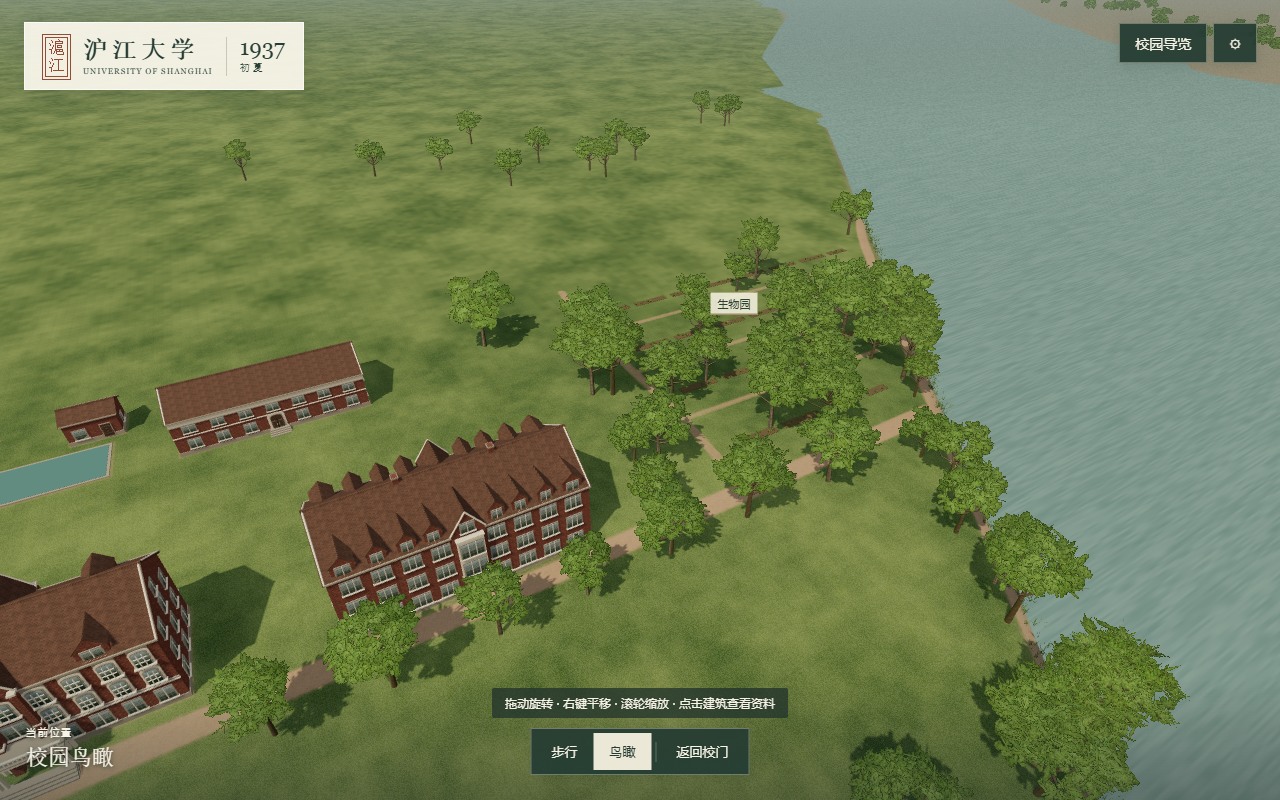 滬江
沪江大学
UNIVERSITY OF SHANGHAI
1937
初夏
校园导览
生物园
拖动旋转 · 右键平移 · 滚轮缩放 · 点击建筑查看资料
当前位置
校园鸟瞰
步行
鸟瞰
返回校门